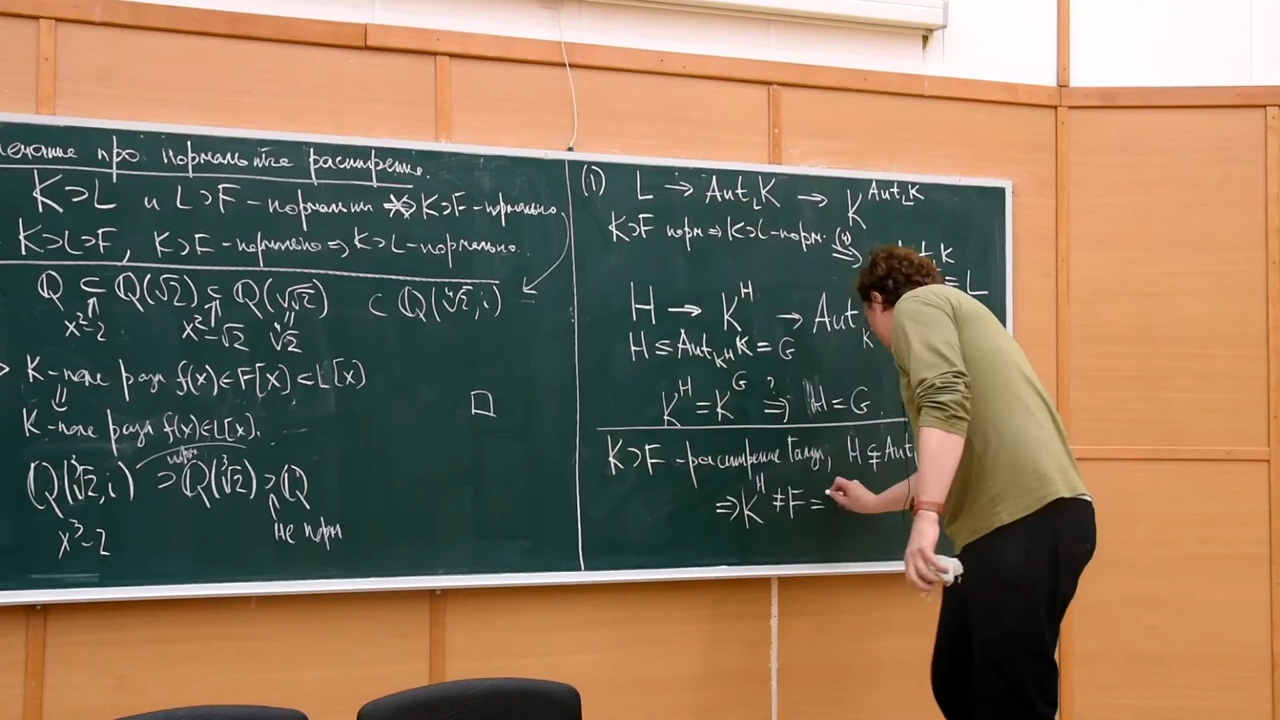 про нормальные расширения.
K⊃L и L⊃F - нормальны ⇏ K⊃F - нормально
K⊃L⊃F, K⊃F - нормально ⇒ K⊃L - нормально.
ℚ ⊂ ℚ(√2) ⊂ ℚ(√√2) ⊂ ℚ(∜2, i)
x²-2 x²-√2 ∜2
K - поле разл f(x)∈F[x]⊂L[x]
K - поле разл f(x)∈L[x].
норм
ℚ(∛2, i) ⊃ ℚ(∛2) ⊃ ℚ
x³-2 не норм
(1) L → Aut_L K → K^{Aut_L K}
K⊃F норм ⇒ K⊃L - норм. ⇒ = L
H → K^H → Aut
H ≤ Aut_{K^H} K = G
K^H = K^G ⇒? H = G.
K⊃F - расширение Галуа, H ⊊ Aut
⇒ K^H ≠ F =